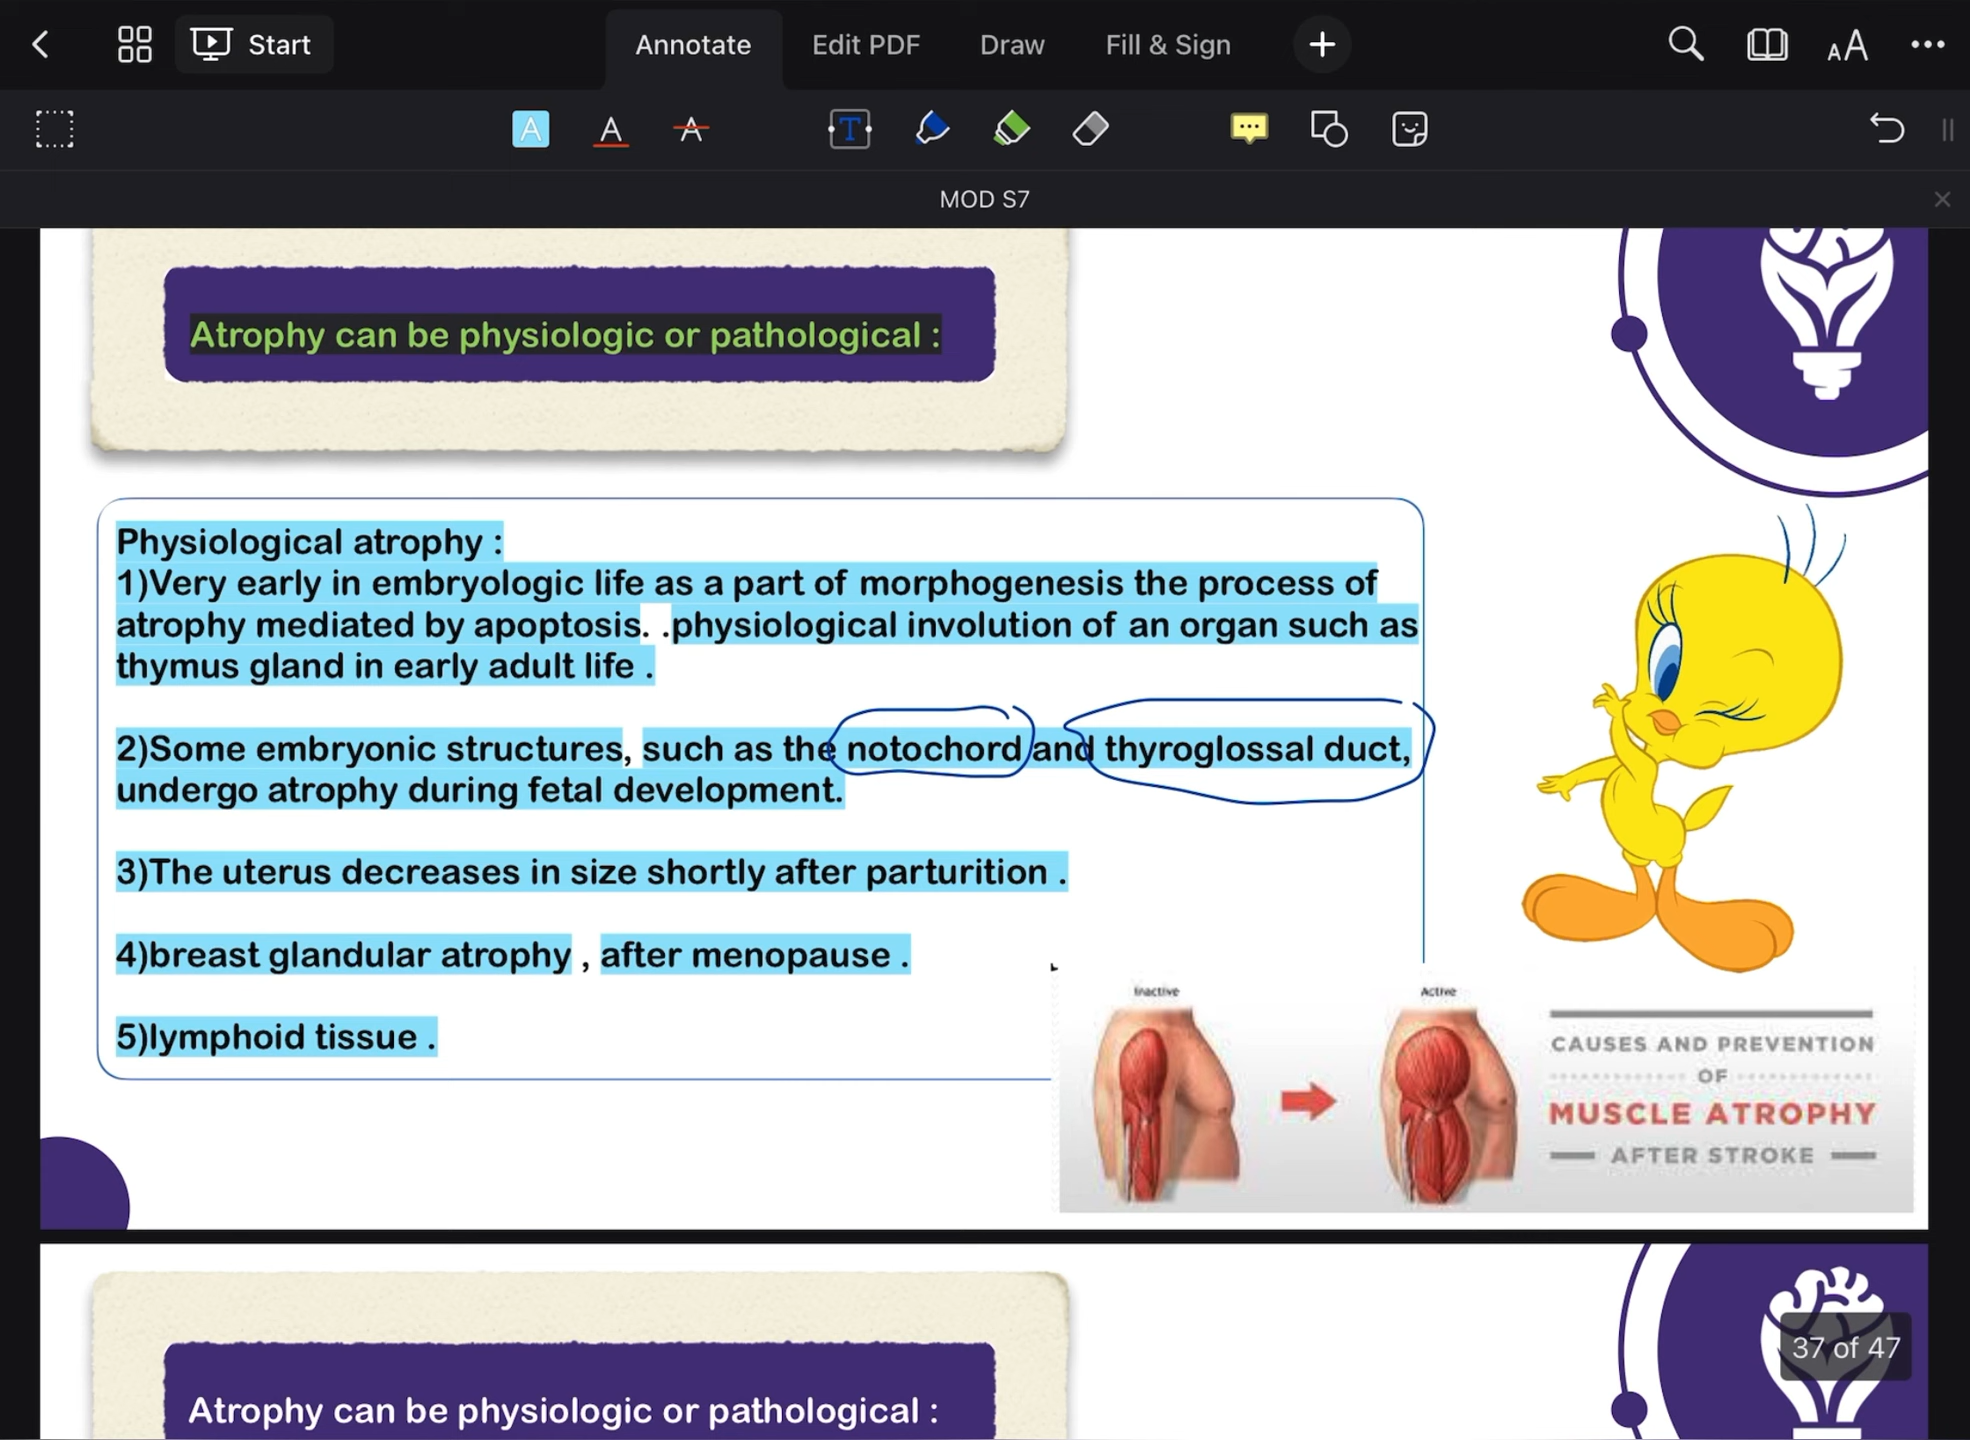 Start
Annotate
Edit PDF
Draw
Fill & Sign
AA
A
A
A
T
MOD S7
Atrophy can be physiologic or pathological :
Physiological atrophy :
1)Very early in embryologic life as a part of morphogenesis the process of
atrophy mediated by apoptosis. .physiological involution of an organ such as
thymus gland in early adult life .
2)Some embryonic structures, such as the notochord and thyroglossal duct,
undergo atrophy during fetal development.
3)The uterus decreases in size shortly after parturition .
4)breast glandular atrophy , after menopause .
5)lymphoid tissue .
Inactive
Active
CAUSES AND PREVENTION
OF
MUSCLE ATROPHY
AFTER STROKE
37 of 47
Atrophy can be physiologic or pathological :